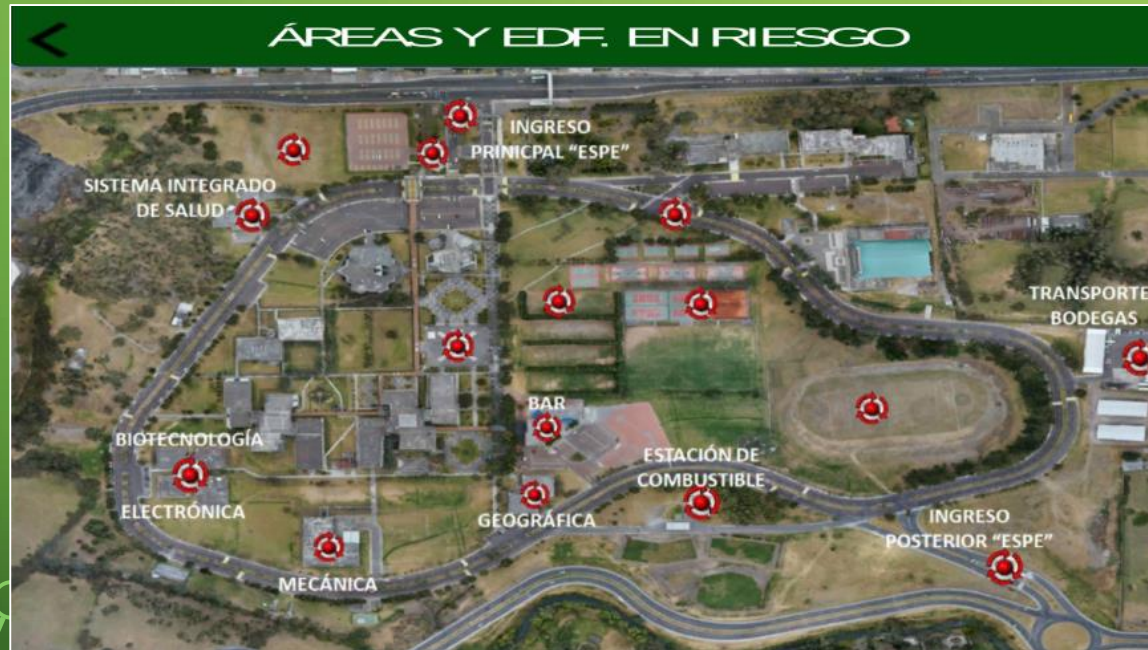 ÁREAS Y EDF. EN RIESGO
INGRESO
PRINICPAL “ESPE”
SISTEMA INTEGRADO
DE SALUD
TRANSPORTE
BODEGAS
BAR
BIOTECNOLOGÍA
ESTACIÓN DE
COMBUSTIBLE
ELECTRÓNICA
GEOGRÁFICA
INGRESO
POSTERIOR “ESPE”
MECÁNICA